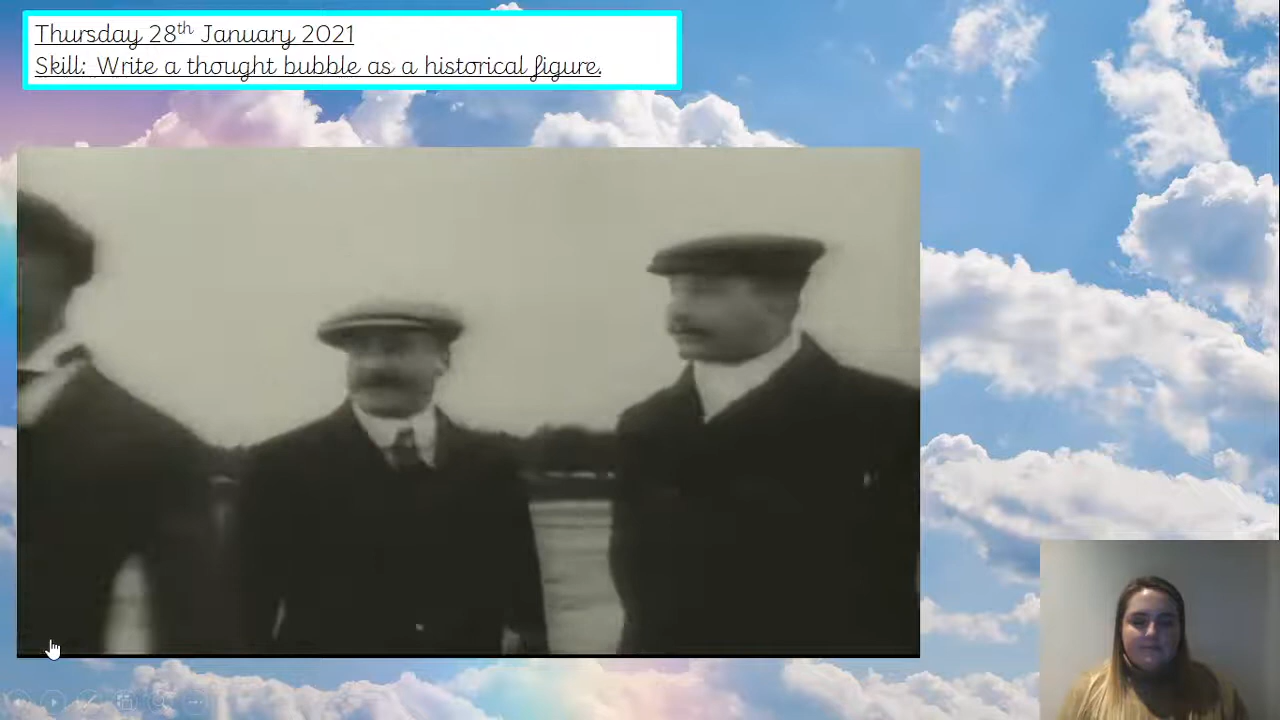 Thursday 28th January 2021
Skill: Write a thought bubble as a historical figure.